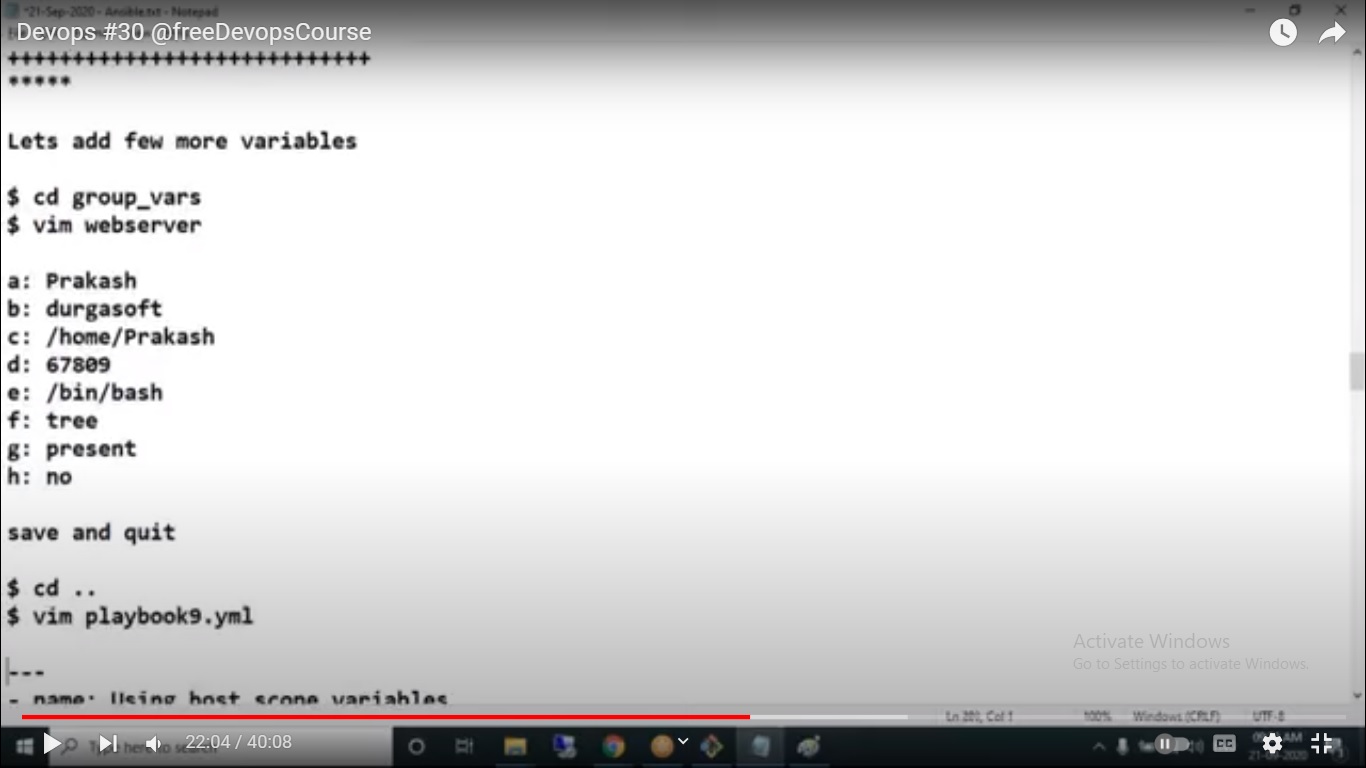 *21-Sep-2020 - Ansible.txt - Notepad
Devops #30 @freeDevopsCourse
++++++++++++++++++++++++++++
*****
Lets add few more variables
$ cd group_vars
$ vim webserver
a: Prakash
b: durgasoft
c: /home/Prakash
d: 67809
e: /bin/bash
f: tree
g: present
h: no
save and quit
$ cd ..
$ vim playbook9.yml
---
- name: Using host scope variables
Activate Windows
Go to Settings to activate Windows.
Col 1 100% Windows (CRLF) UTF-8
Type here to search
22:04 / 40:08
CC
AM
21-09-2020